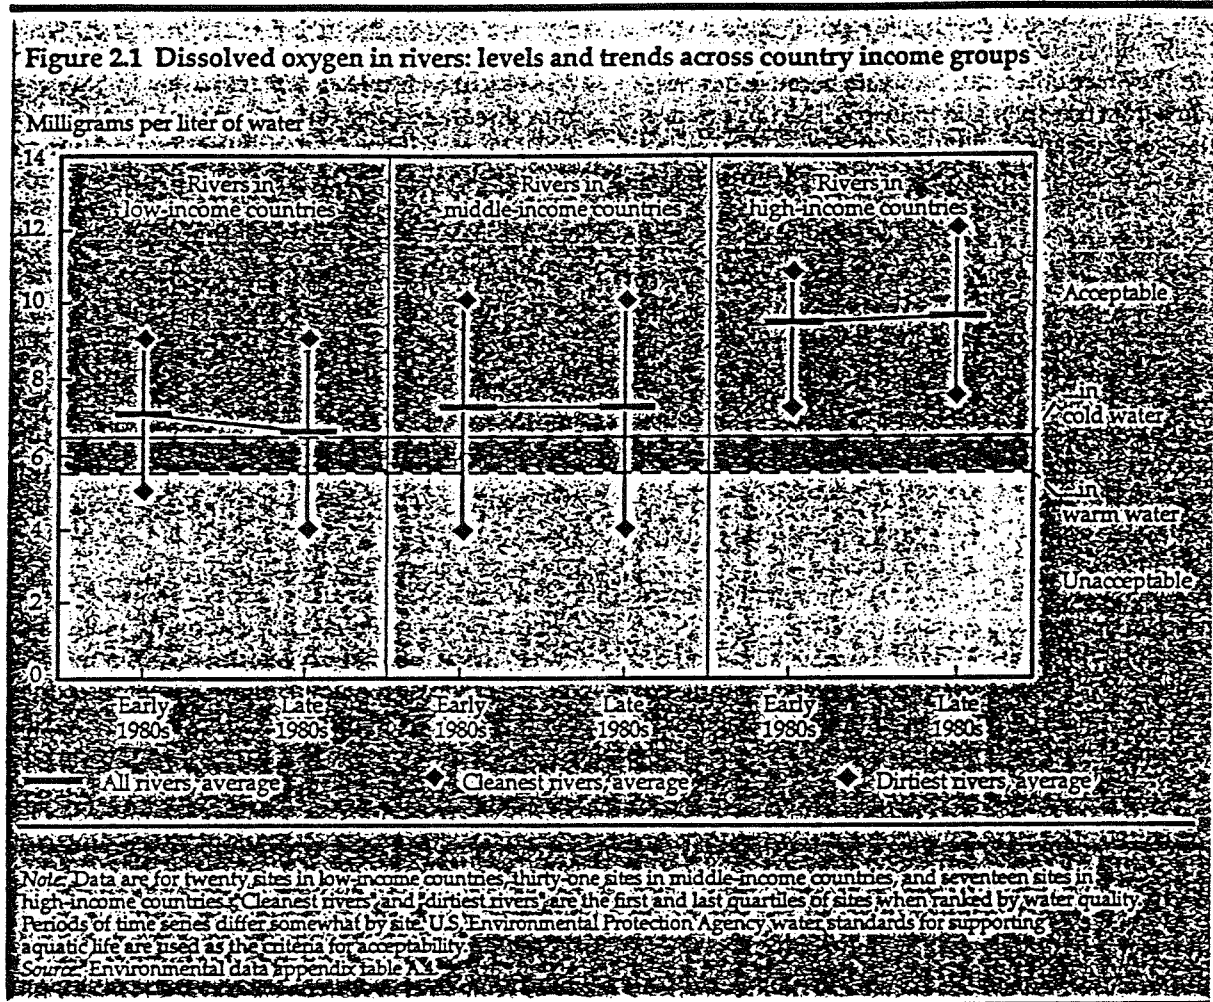 Figure 2.1 Dissolved oxygen in rivers: levels and trends across country income groups
Milligrams per liter of water
14
12
10
8
6
4
2
0
Rivers in
low-income countries
Rivers in
middle-income countries
Rivers in
high-income countries
Acceptable
... in
cold water
... in
warm water
Unacceptable
Early
1980s
Late
1980s
Early
1980s
Late
1980s
Early
1980s
Late
1980s
All rivers, average
Cleanest rivers, average
Dirtiest rivers, average
Note: Data are for twenty sites in low-income countries, thirty-one sites in middle-income countries, and seventeen sites in
high-income countries. "Cleanest rivers" and "dirtiest rivers" are the first and last quartiles of sites when ranked by water quality.
Periods of time series differ somewhat by site. U.S. Environmental Protection Agency water standards for supporting
aquatic life are used as the criteria for acceptability.
Source: Environmental data appendix table A.4.